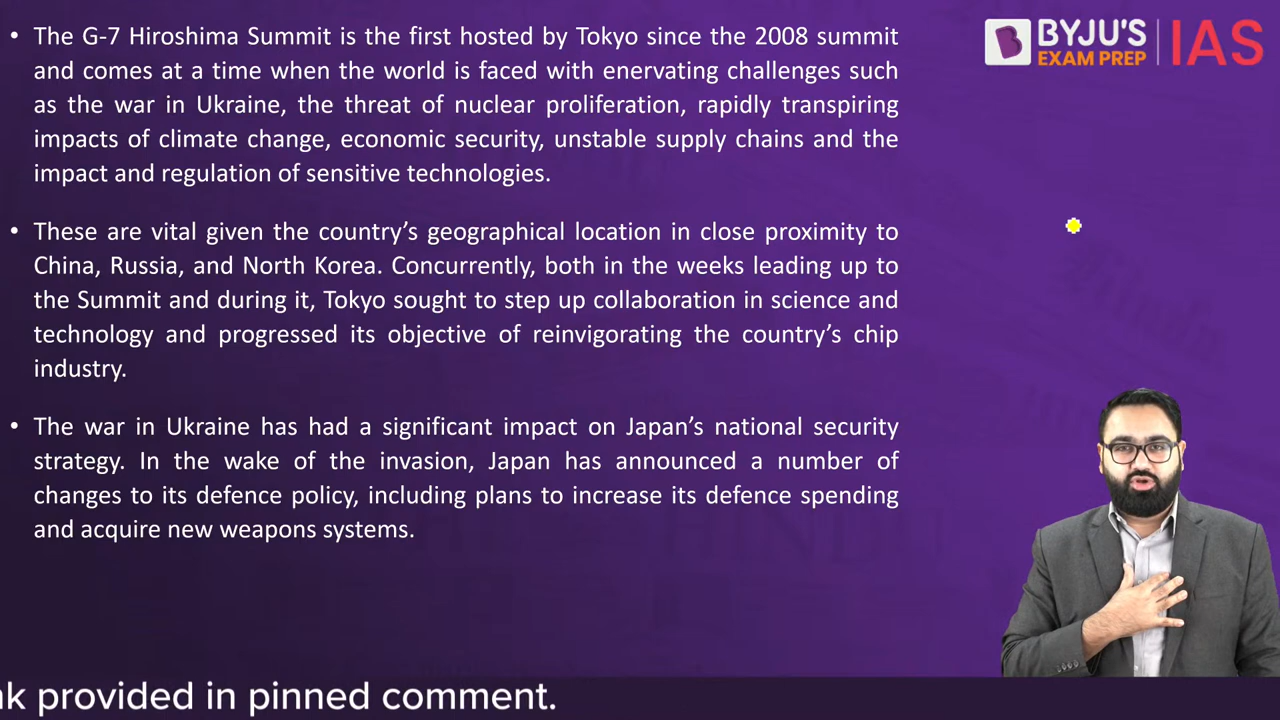 • The G-7 Hiroshima Summit is the first hosted by Tokyo since the 2008 summit
and comes at a time when the world is faced with enervating challenges such
as the war in Ukraine, the threat of nuclear proliferation, rapidly transpiring
impacts of climate change, economic security, unstable supply chains and the
impact and regulation of sensitive technologies.
• These are vital given the country’s geographical location in close proximity to
China, Russia, and North Korea. Concurrently, both in the weeks leading up to
the Summit and during it, Tokyo sought to step up collaboration in science and
technology and progressed its objective of reinvigorating the country’s chip
industry.
• The war in Ukraine has had a significant impact on Japan’s national security
strategy. In the wake of the invasion, Japan has announced a number of
changes to its defence policy, including plans to increase its defence spending
and acquire new weapons systems.
BYJU'S
EXAM PREP
IAS
provided in pinned comment.